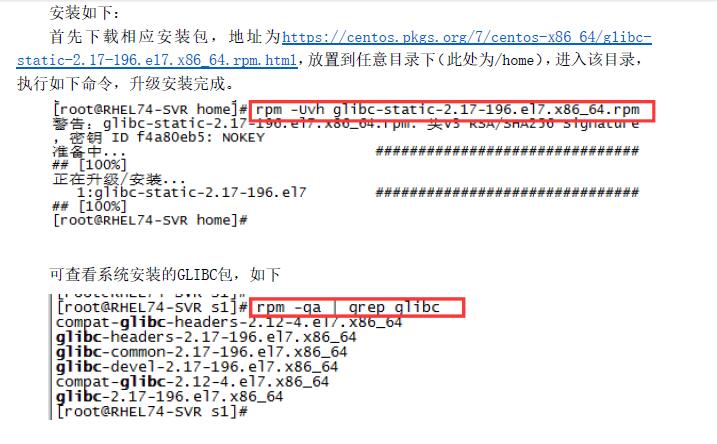 安装如下：
首先下载相应安装包，地址为https://centos.pkgs.org/7/centos-x86_64/glibc-
static-2.17-196.el7.x86_64.rpm.html，放置到任意目录下（此处为/home），进入该目录，
执行如下命令，升级安装完成。
[root@RHEL74-SVR home]# rpm -Uvh glibc-static-2.17-196.el7.x86_64.rpm
警告：glibc-static-2.17-196.el7.x86_64.rpm: 头V3 RSA/SHA256 Signature
, 密钥 ID f4a80eb5: NOKEY
准备中... ##############################
## [100%]
正在升级/安装...
1:glibc-static-2.17-196.el7 ##############################
## [100%]
[root@RHEL74-SVR home]#
可查看系统安装的GLIBC包，如下
[root@RHEL74-SVR s1]#
[root@RHEL74-SVR s1]# rpm -qa | grep glibc
compat-glibc-headers-2.12-4.el7.x86_64
glibc-headers-2.17-196.el7.x86_64
glibc-common-2.17-196.el7.x86_64
glibc-devel-2.17-196.el7.x86_64
compat-glibc-2.12-4.el7.x86_64
glibc-2.17-196.el7.x86_64
[root@RHEL74-SVR s1]#